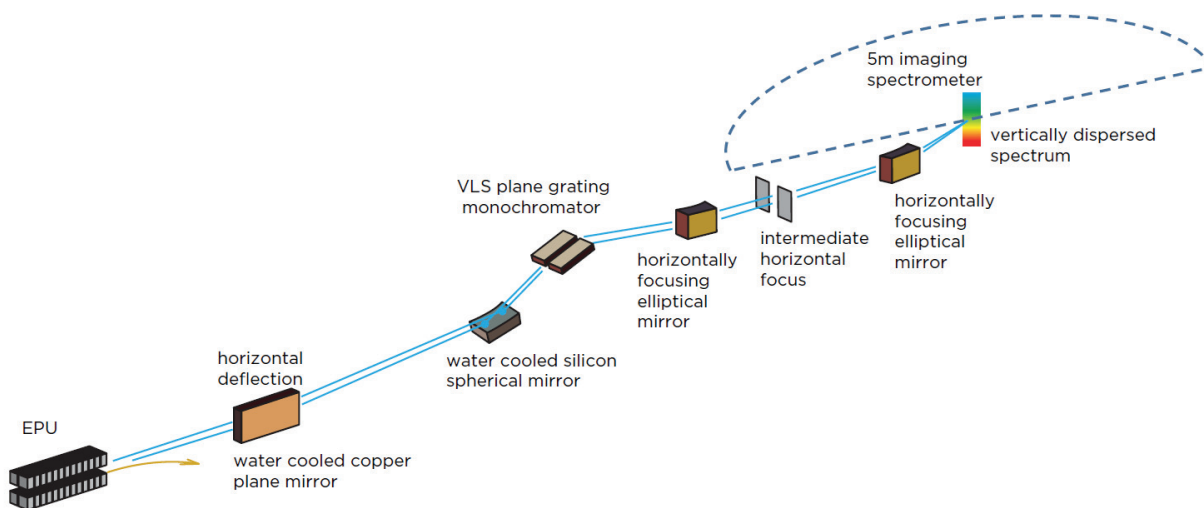 EPU
horizontal
deflection
water cooled copper
plane mirror
water cooled silicon
spherical mirror
VLS plane grating
monochromator
horizontally
focusing
elliptical
mirror
intermediate
horizontal
focus
horizontally
focusing
elliptical
mirror
5m imaging
spectrometer
vertically dispersed
spectrum